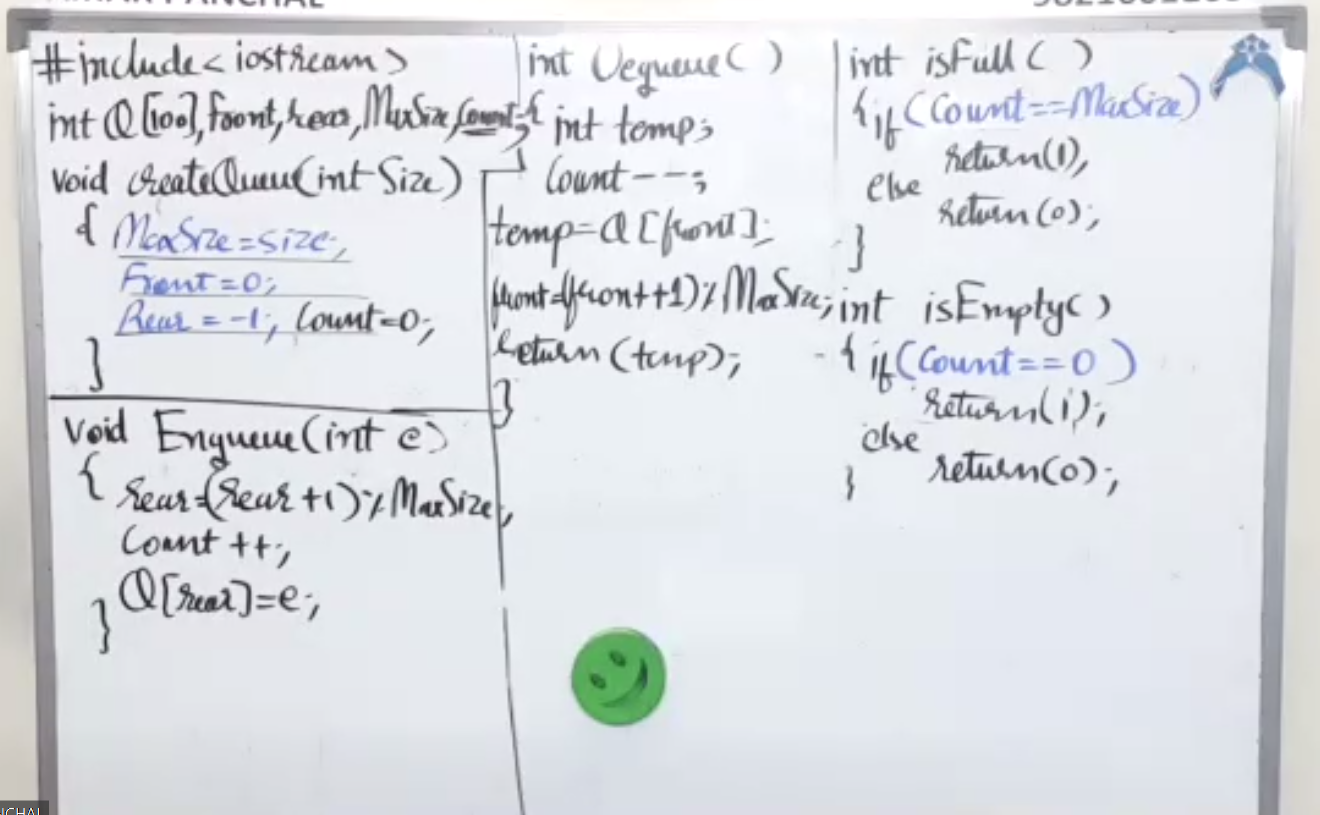 #include<iostream>
int Q[100], Front, rear, MaxSize, Count;
void createQueue(int Size)
{ MaxSize=size;
Front=0;
Rear=-1; Count=0;
}
void Enqueue(int e)
{ rear=(rear+1)%MaxSize;
Count++;
Q[rear]=e;
}
int Dequeue()
{ int temp;
Count--;
temp=Q[front];
front=(front+1)%MaxSize;
return(temp);
}
int isFull()
{ if(Count==MaxSize)
return(1);
else
return(0);
}
int isEmpty()
{ if(Count==0)
return(1);
else
return(0);
}